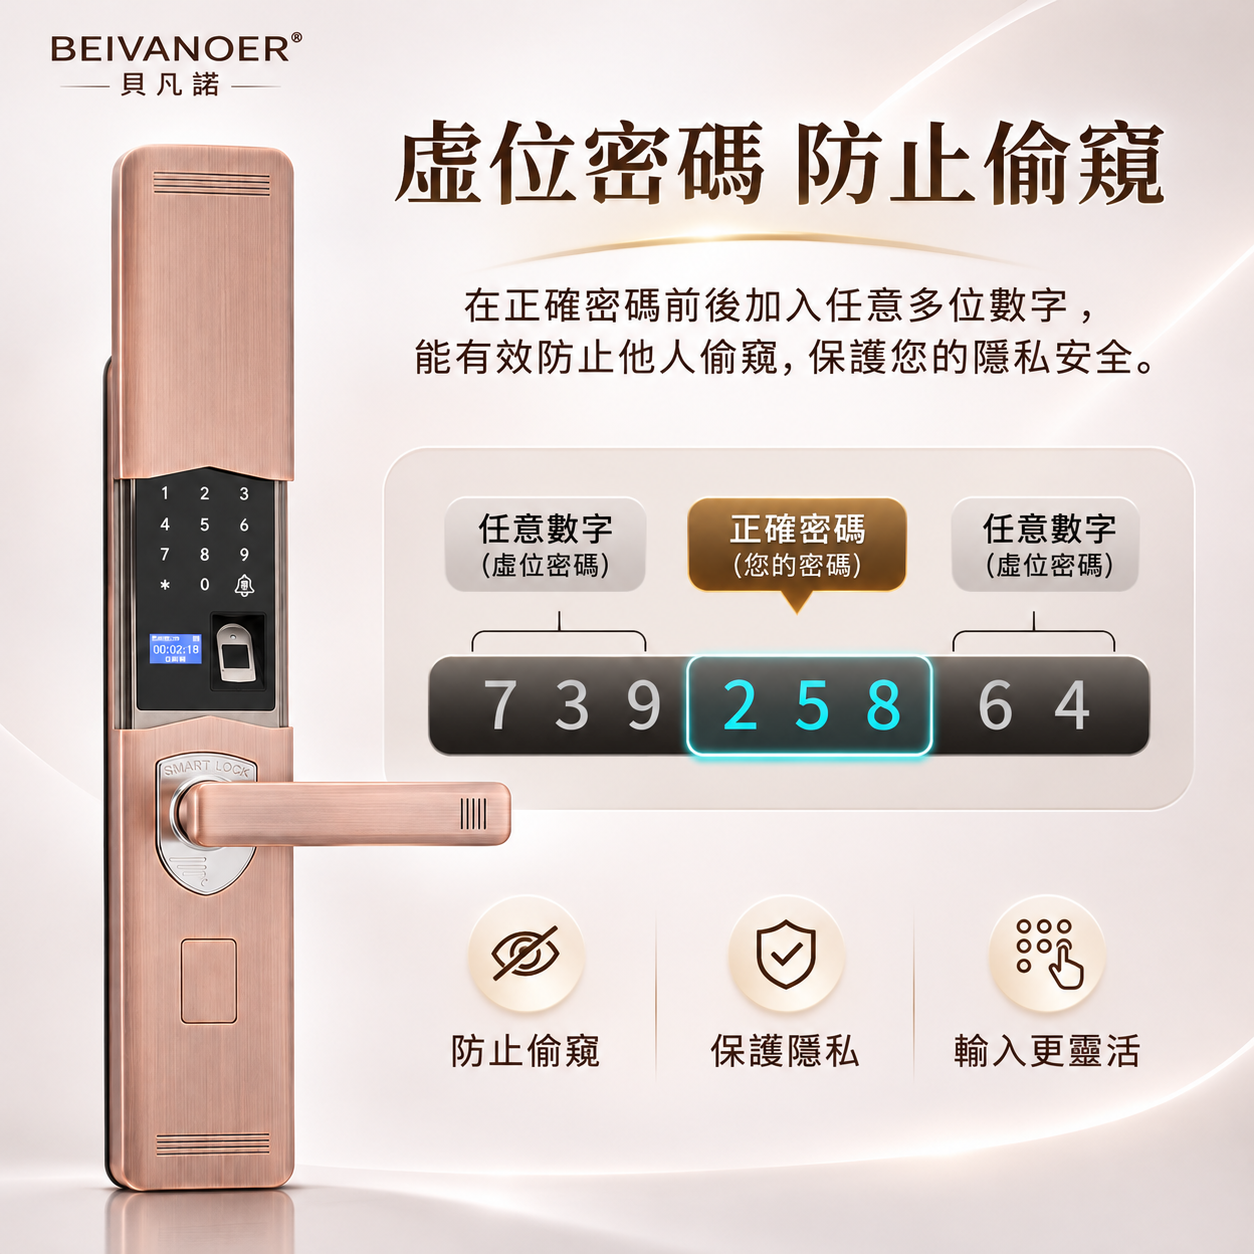 BEIVANOER®
貝凡諾
虛位密碼 防止偷窺
在正確密碼前後加入任意多位數字，
能有效防止他人偷窺，保護您的隱私安全。
任意數字
(虛位密碼)
正確密碼
(您的密碼)
任意數字
(虛位密碼)
7 3 9 2 5 8 6 4
1 2 3
4 5 6
7 8 9
* 0
00:02:18
SMART LOCK
防止偷窺
保護隱私
輸入更靈活